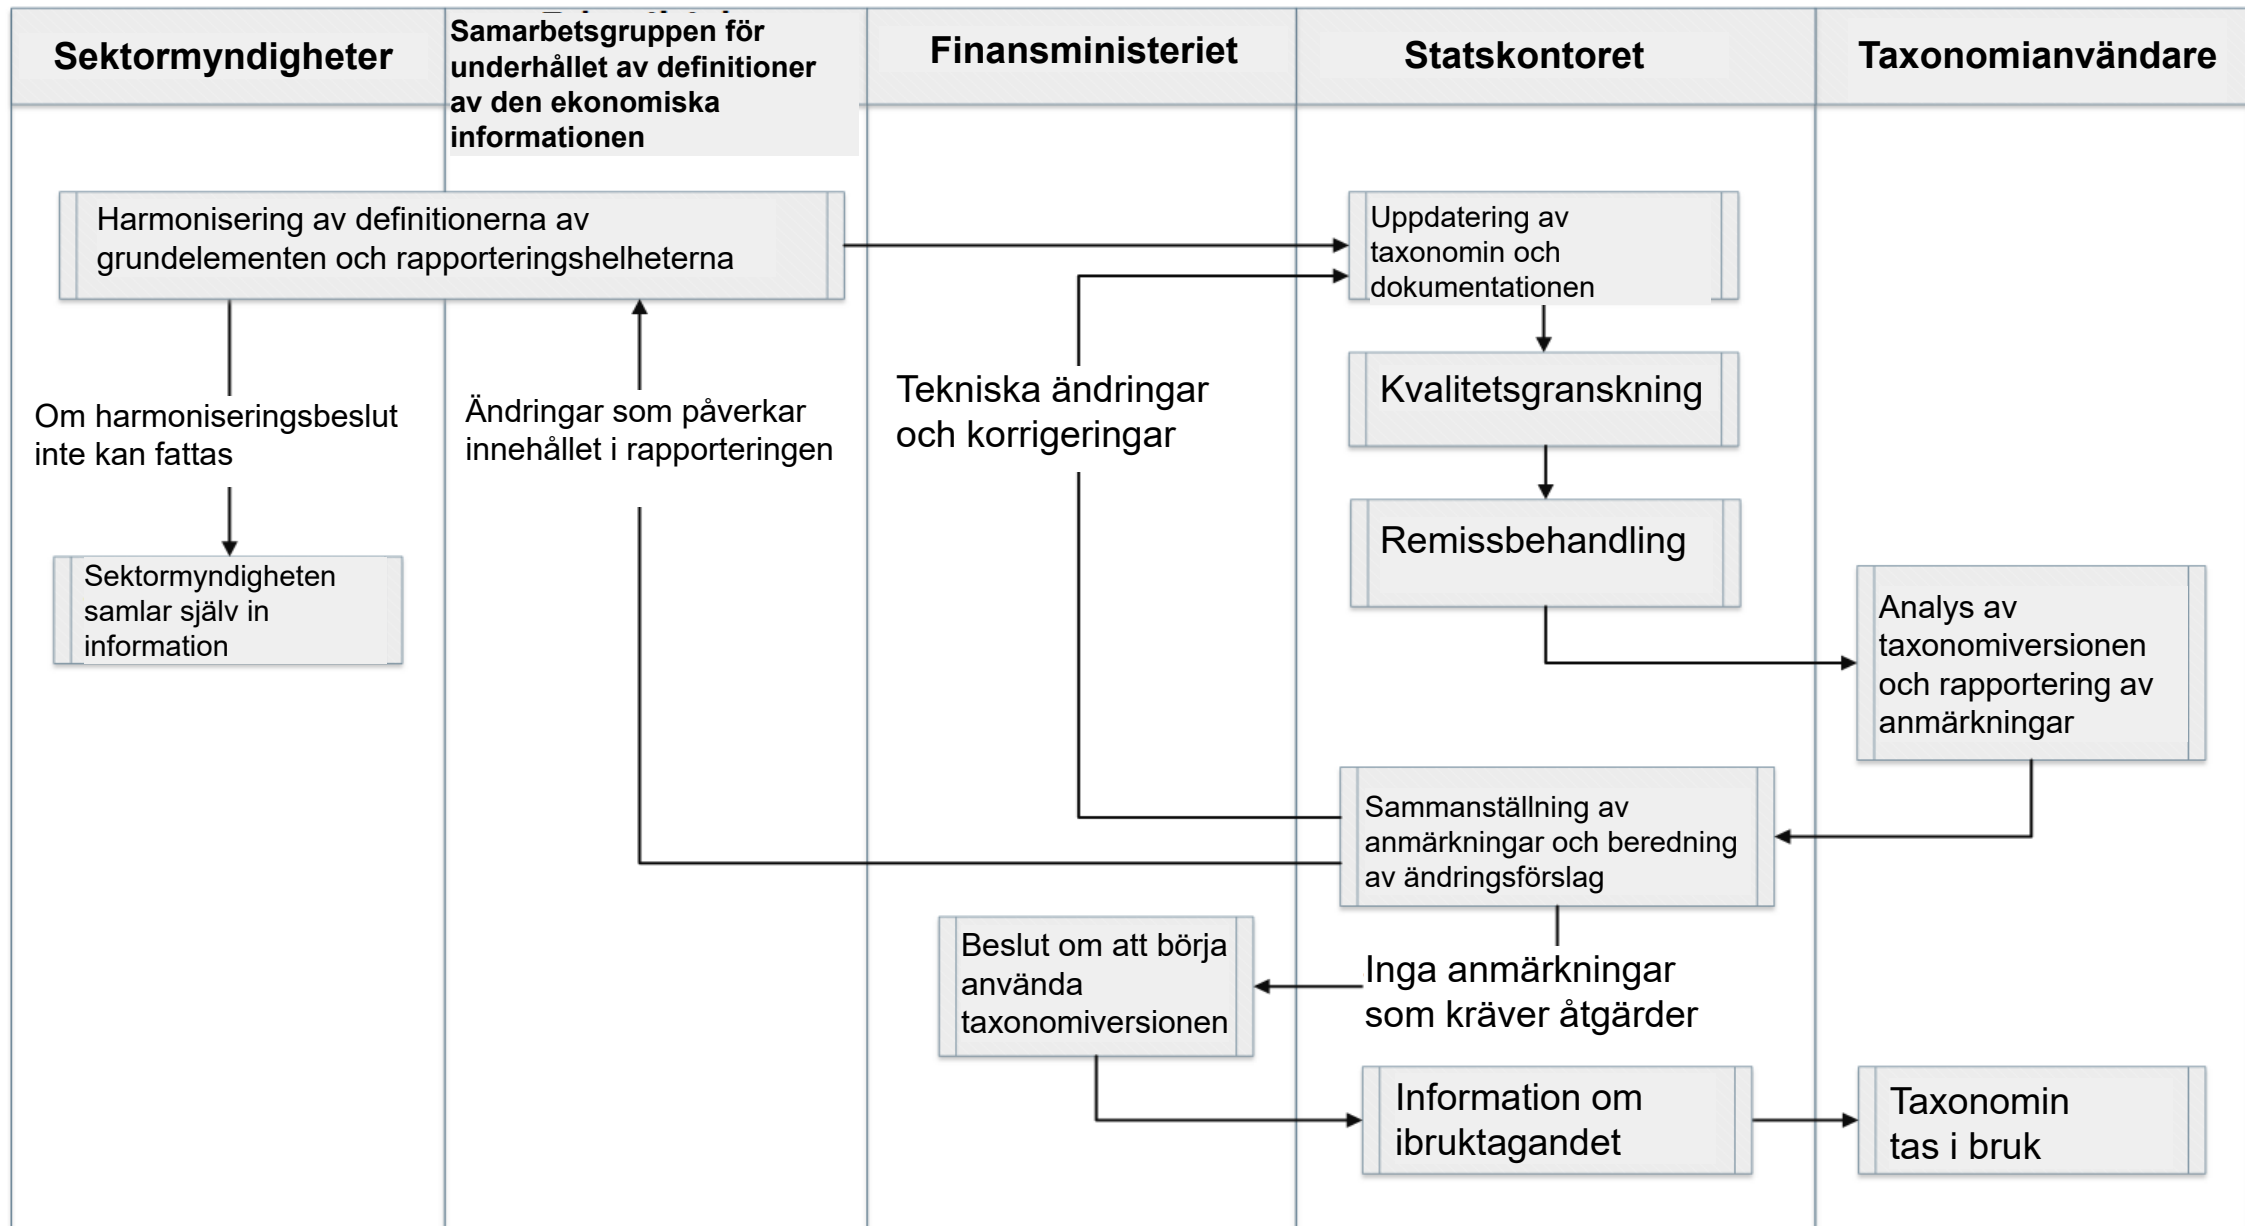 Sektormyndigheter
Samarbetsgruppen för
underhållet av definitioner
av den ekonomiska
informationen
Finansministeriet
Statskontoret
Taxonomianvändare
Harmonisering av definitionerna av
grundelementen och rapporteringshelheterna
Uppdatering av
taxonomin och
dokumentationen
Kvalitetsgranskning
Om harmoniseringsbeslut
inte kan fattas
Ändringar som påverkar
innehållet i rapporteringen
Tekniska ändringar
och korrigeringar
Remissbehandling
Sektormyndigheten
samlar själv in
information
Analys av
taxonomiversionen
och rapportering av
anmärkningar
Sammanställning av
anmärkningar och beredning
av ändringsförslag
Beslut om att börja
använda
taxonomiversionen
Inga anmärkningar
som kräver åtgärder
Information om
ibruktagandet
Taxonomin
tas i bruk